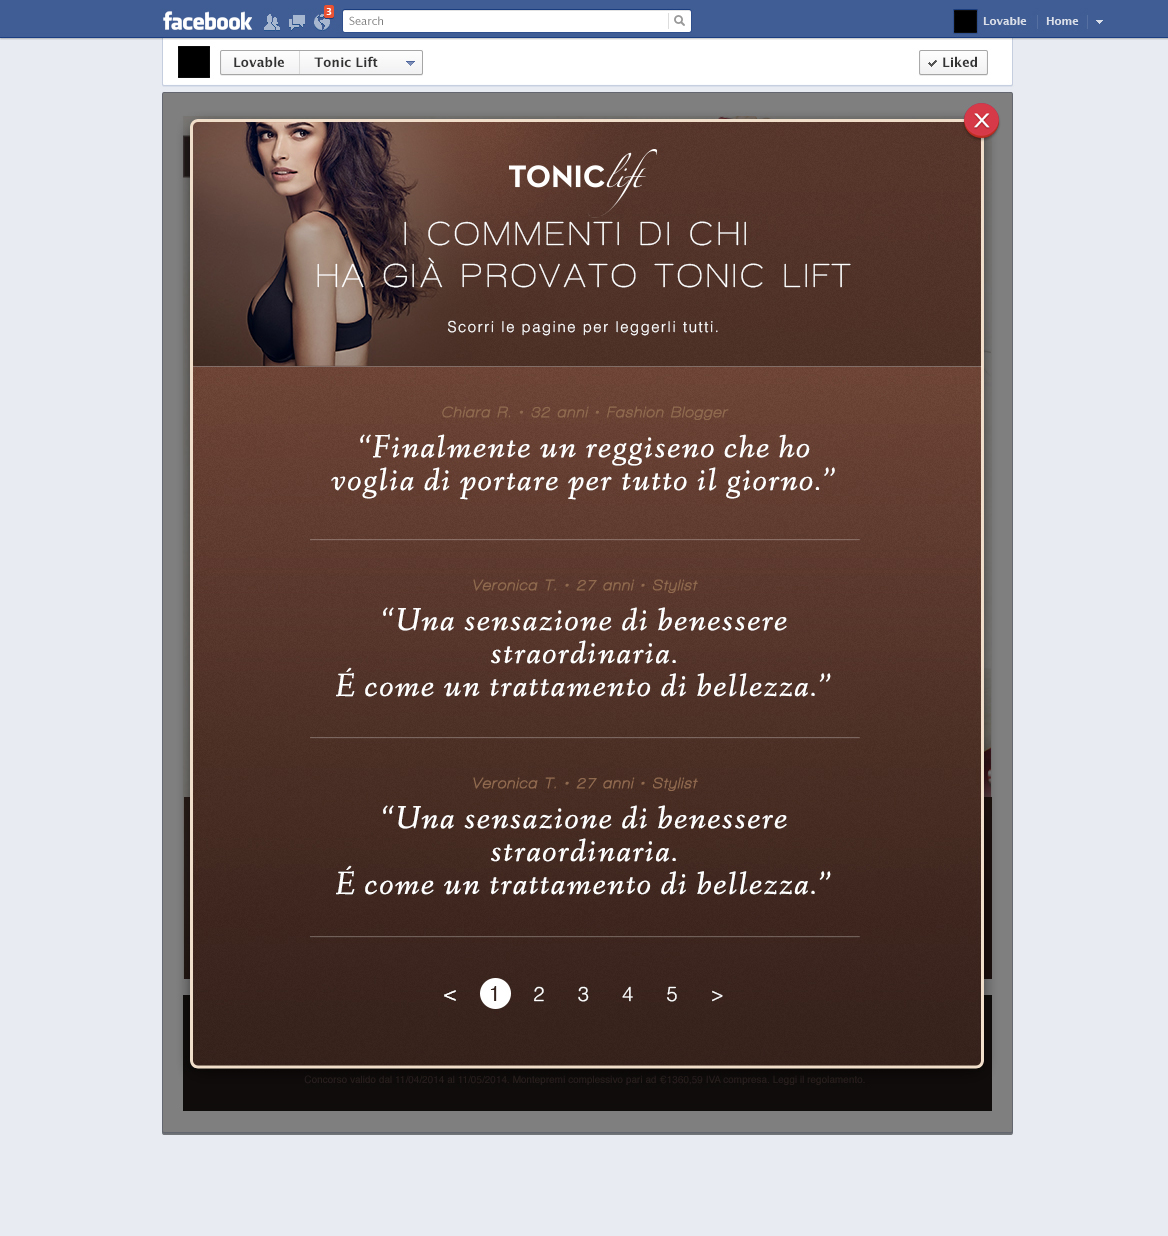 facebook
3
Search
Lovable
Home
Lovable
Tonic Lift
Liked
TONIC lift
I COMMENTI DI CHI
HA GIÀ PROVATO TONIC LIFT
Scorri le pagine per leggerli tutti.
Chiara R. • 32 anni • Fashion Blogger
“Finalmente un reggiseno che ho
voglia di portare per tutto il giorno.”
Veronica T. • 27 anni • Stylist
“Una sensazione di benessere
straordinaria.
É come un trattamento di bellezza.”
Veronica T. • 27 anni • Stylist
“Una sensazione di benessere
straordinaria.
É come un trattamento di bellezza.”
< 1 2 3 4 5 >
Concorso valido dal 11/04/2014 al 11/05/2014. Montepremi complessivo pari ad €1360,59 IVA compresa. Leggi il regolamento.